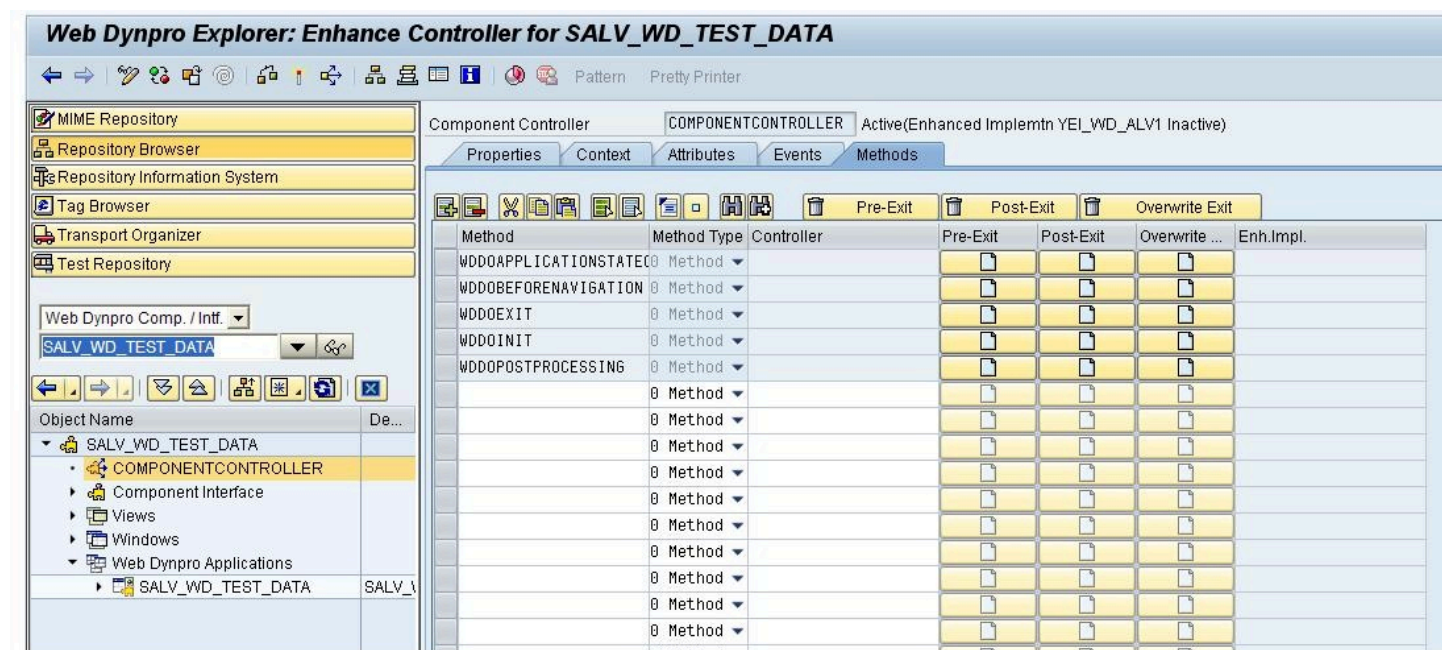 Web Dynpro Explorer: Enhance Controller for SALV_WD_TEST_DATA
Pattern Pretty Printer
MIME Repository
Repository Browser
Repository Information System
Tag Browser
Transport Organizer
Test Repository
Web Dynpro Comp. / Intf.
SALV_WD_TEST_DATA
Object Name De...
SALV_WD_TEST_DATA
COMPONENTCONTROLLER
Component Interface
Views
Windows
Web Dynpro Applications
SALV_WD_TEST_DATA SALV_\
Component Controller COMPONENTCONTROLLER Active(Enhanced Implemtn YEI_WD_ALV1 Inactive)
Properties Context Attributes Events Methods
Pre-Exit Post-Exit Overwrite Exit
Method Method Type Controller Pre-Exit Post-Exit Overwrite ... Enh.Impl.
WDDOAPPLICATIONSTATEC 0 Method
WDDOBEFORENAVIGATION 0 Method
WDDOEXIT 0 Method
WDDOINIT 0 Method
WDDOPOSTPROCESSING 0 Method
0 Method
0 Method
0 Method
0 Method
0 Method
0 Method
0 Method
0 Method
0 Method
0 Method